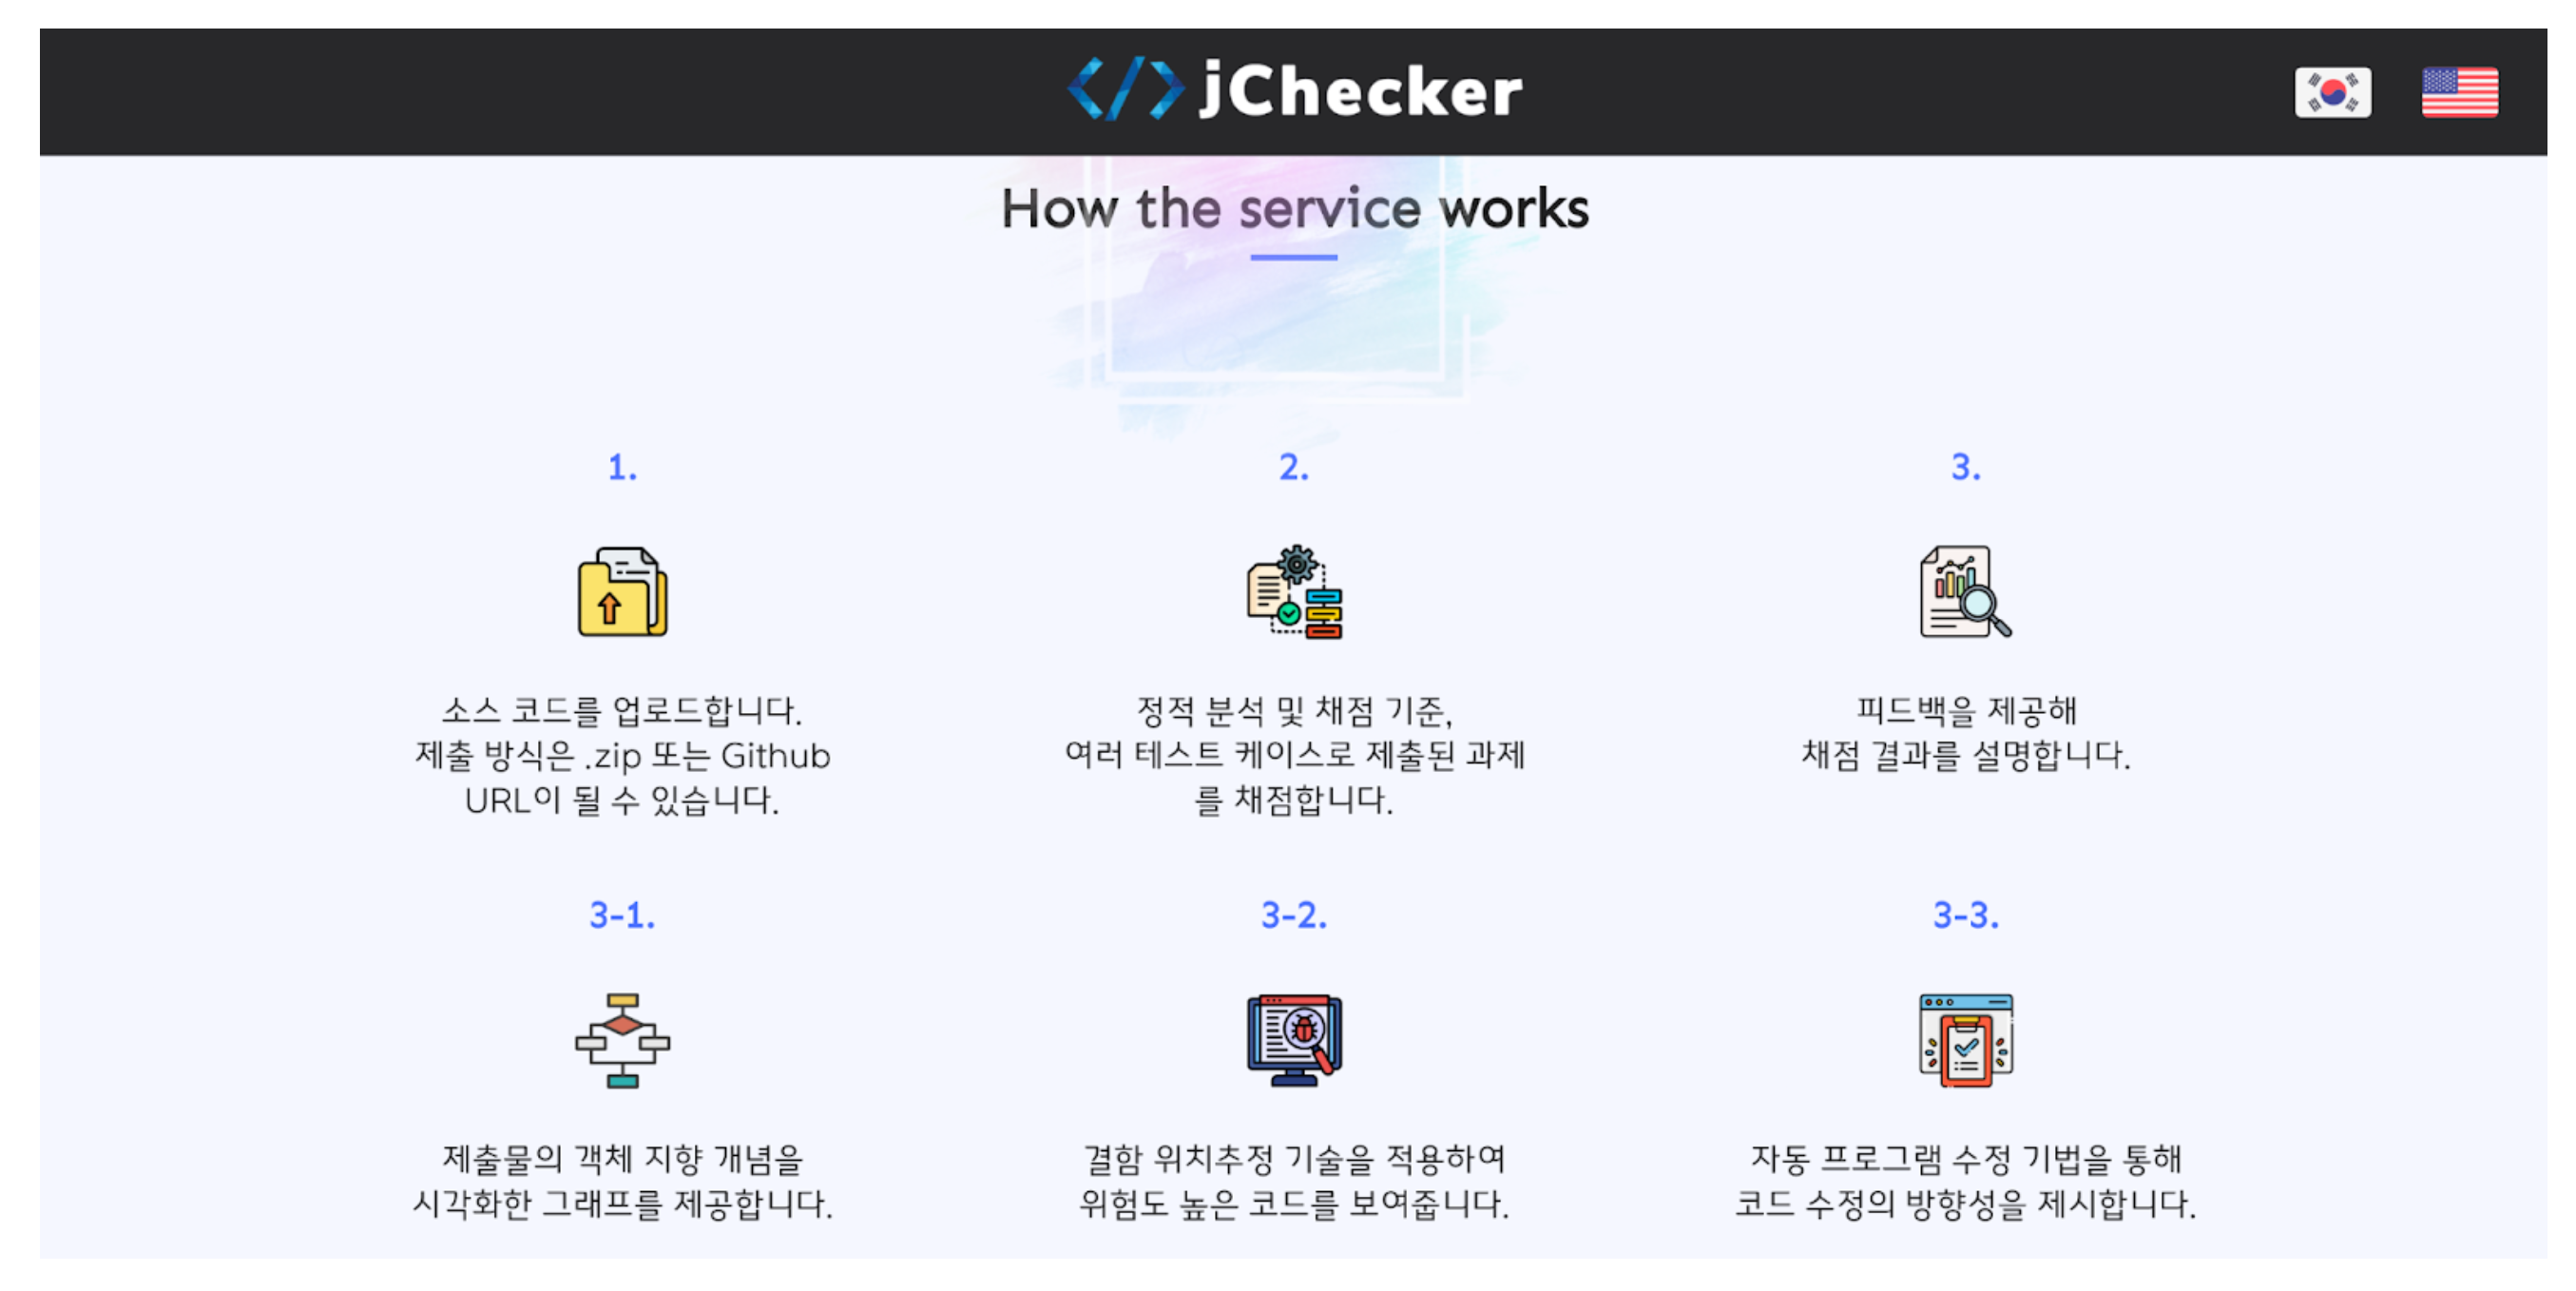 </> jChecker
How the service works
1.
소스 코드를 업로드합니다.
제출 방식은 .zip 또는 Github
URL이 될 수 있습니다.
2.
정적 분석 및 채점 기준,
여러 테스트 케이스로 제출된 과제
를 채점합니다.
3.
피드백을 제공해
채점 결과를 설명합니다.
3-1.
제출물의 객체 지향 개념을
시각화한 그래프를 제공합니다.
3-2.
결함 위치추정 기술을 적용하여
위험도 높은 코드를 보여줍니다.
3-3.
자동 프로그램 수정 기법을 통해
코드 수정의 방향성을 제시합니다.